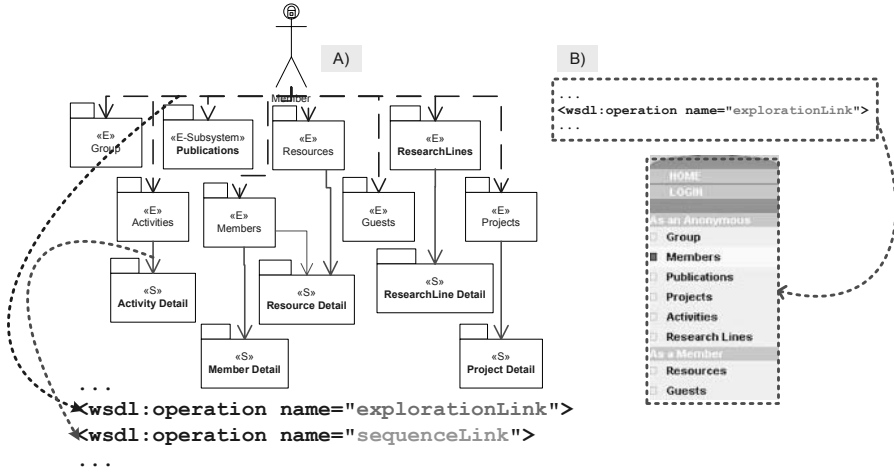 A)
Member
«E»
Group
«E-Subsystem»
Publications
«E»
Resources
«E»
ResearchLines
«E»
Activities
«E»
Members
«E»
Guests
«E»
Projects
«S»
Activity Detail
«S»
Resource Detail
«S»
ResearchLine Detail
«S»
Member Detail
«S»
Project Detail
...
<wsdl:operation name="explorationLink">
<wsdl:operation name="sequenceLink">
...
B)
...
<wsdl:operation name="explorationLink">
...
HOME
LOGIN
As an Anonymous
Group
Members
Publications
Projects
Activities
Research Lines
As a Member
Resources
Guests